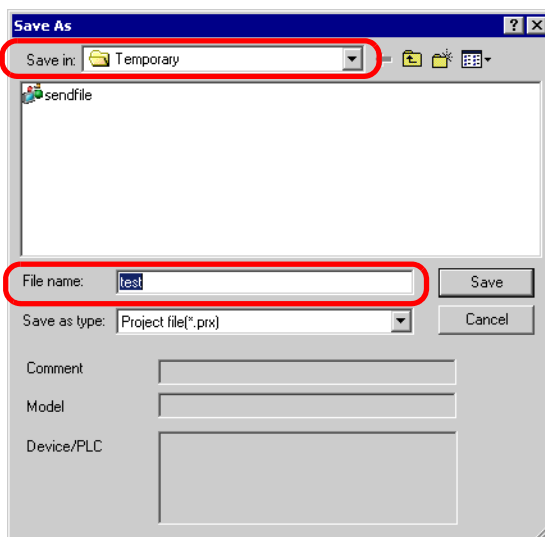 Save As
Save in: Temporary
sendfile
File name: test Save
Save as type: Project file(*.prx) Cancel
Comment
Model
Device/PLC